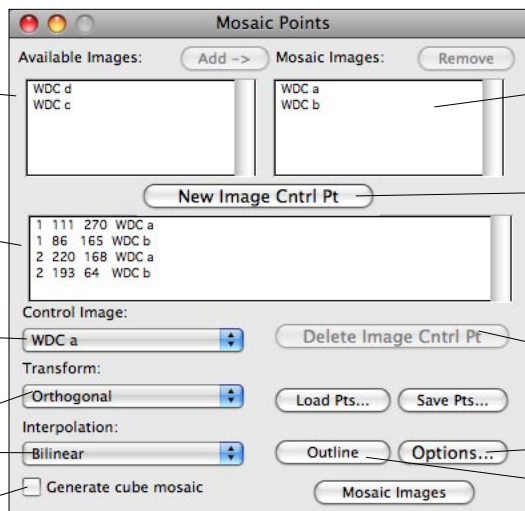 Mosaic Points
Available Images:
Add ->
Mosaic Images:
Remove
WDC d
WDC c
WDC a
WDC b
New Image Cntrl Pt
1 111 270 WDC a
1 86 165 WDC b
2 220 168 WDC a
2 193 64 WDC b
Control Image:
WDC a
Delete Image Cntrl Pt
Transform:
Orthogonal
Load Pts...
Save Pts...
Interpolation:
Bilinear
Outline
Options...
Generate cube mosaic
Mosaic Images